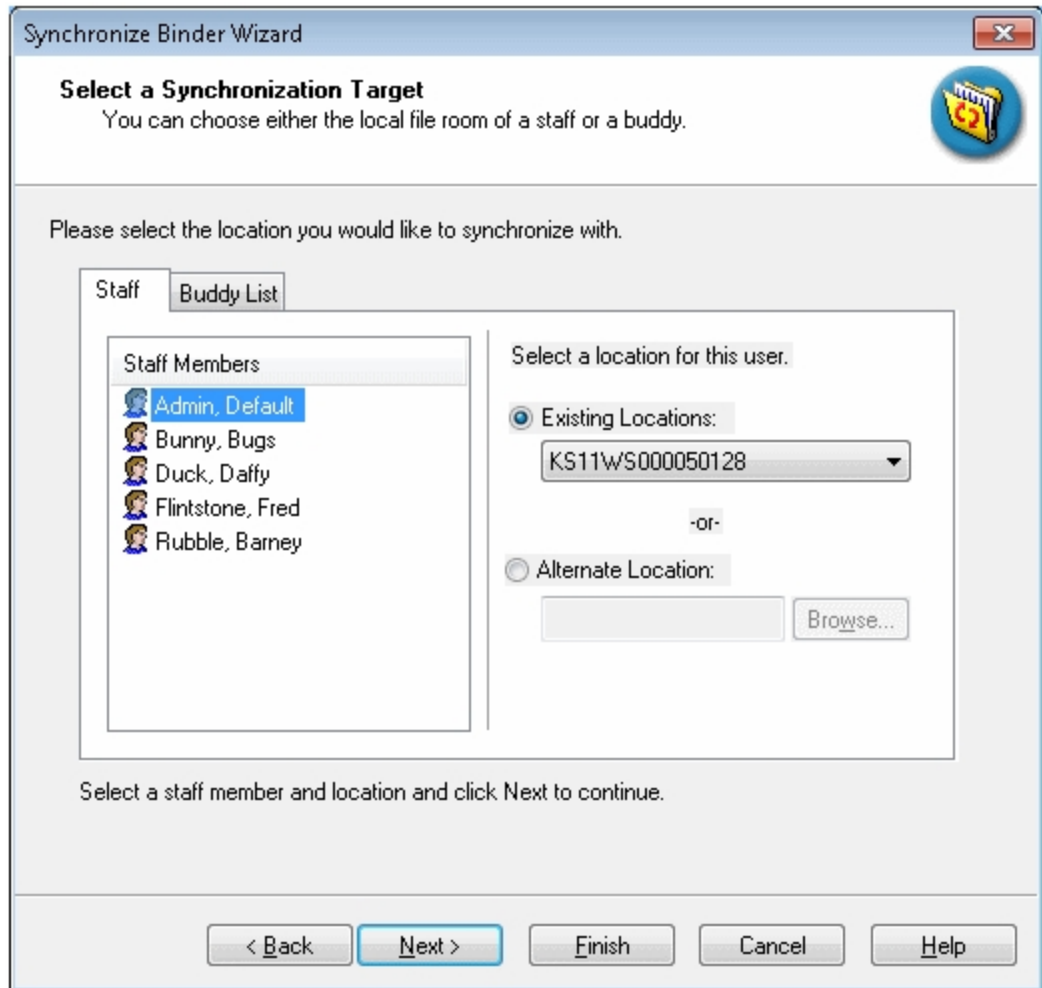 Synchronize Binder Wizard
Select a Synchronization Target
You can choose either the local file room of a staff or a buddy.
Please select the location you would like to synchronize with.
Staff
Buddy List
Staff Members
Admin, Default
Bunny, Bugs
Duck, Daffy
Flintstone, Fred
Rubble, Barney
Select a location for this user.
Existing Locations:
KS11WS000050128
-or-
Alternate Location:
Browse...
Select a staff member and location and click Next to continue.
< Back
Next >
Finish
Cancel
Help